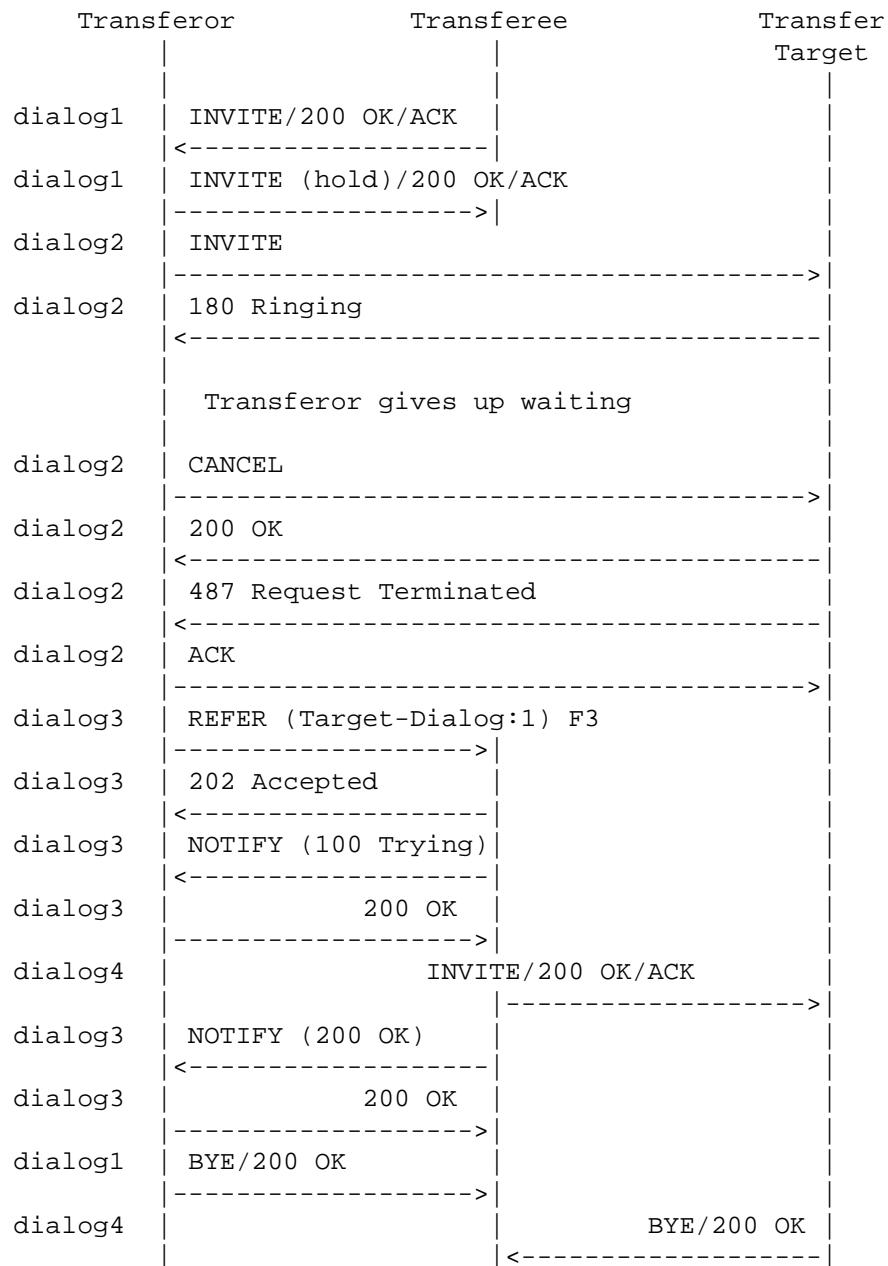 Transferor Transferee Transfer
Target
dialog1 INVITE/200 OK/ACK
dialog1 INVITE (hold)/200 OK/ACK
dialog2 INVITE
dialog2 180 Ringing
Transferor gives up waiting
dialog2 CANCEL
dialog2 200 OK
dialog2 487 Request Terminated
dialog2 ACK
dialog3 REFER (Target-Dialog:1) F3
dialog3 202 Accepted
dialog3 NOTIFY (100 Trying)
dialog3 200 OK
dialog4 INVITE/200 OK/ACK
dialog3 NOTIFY (200 OK)
dialog3 200 OK
dialog1 BYE/200 OK
dialog4 BYE/200 OK